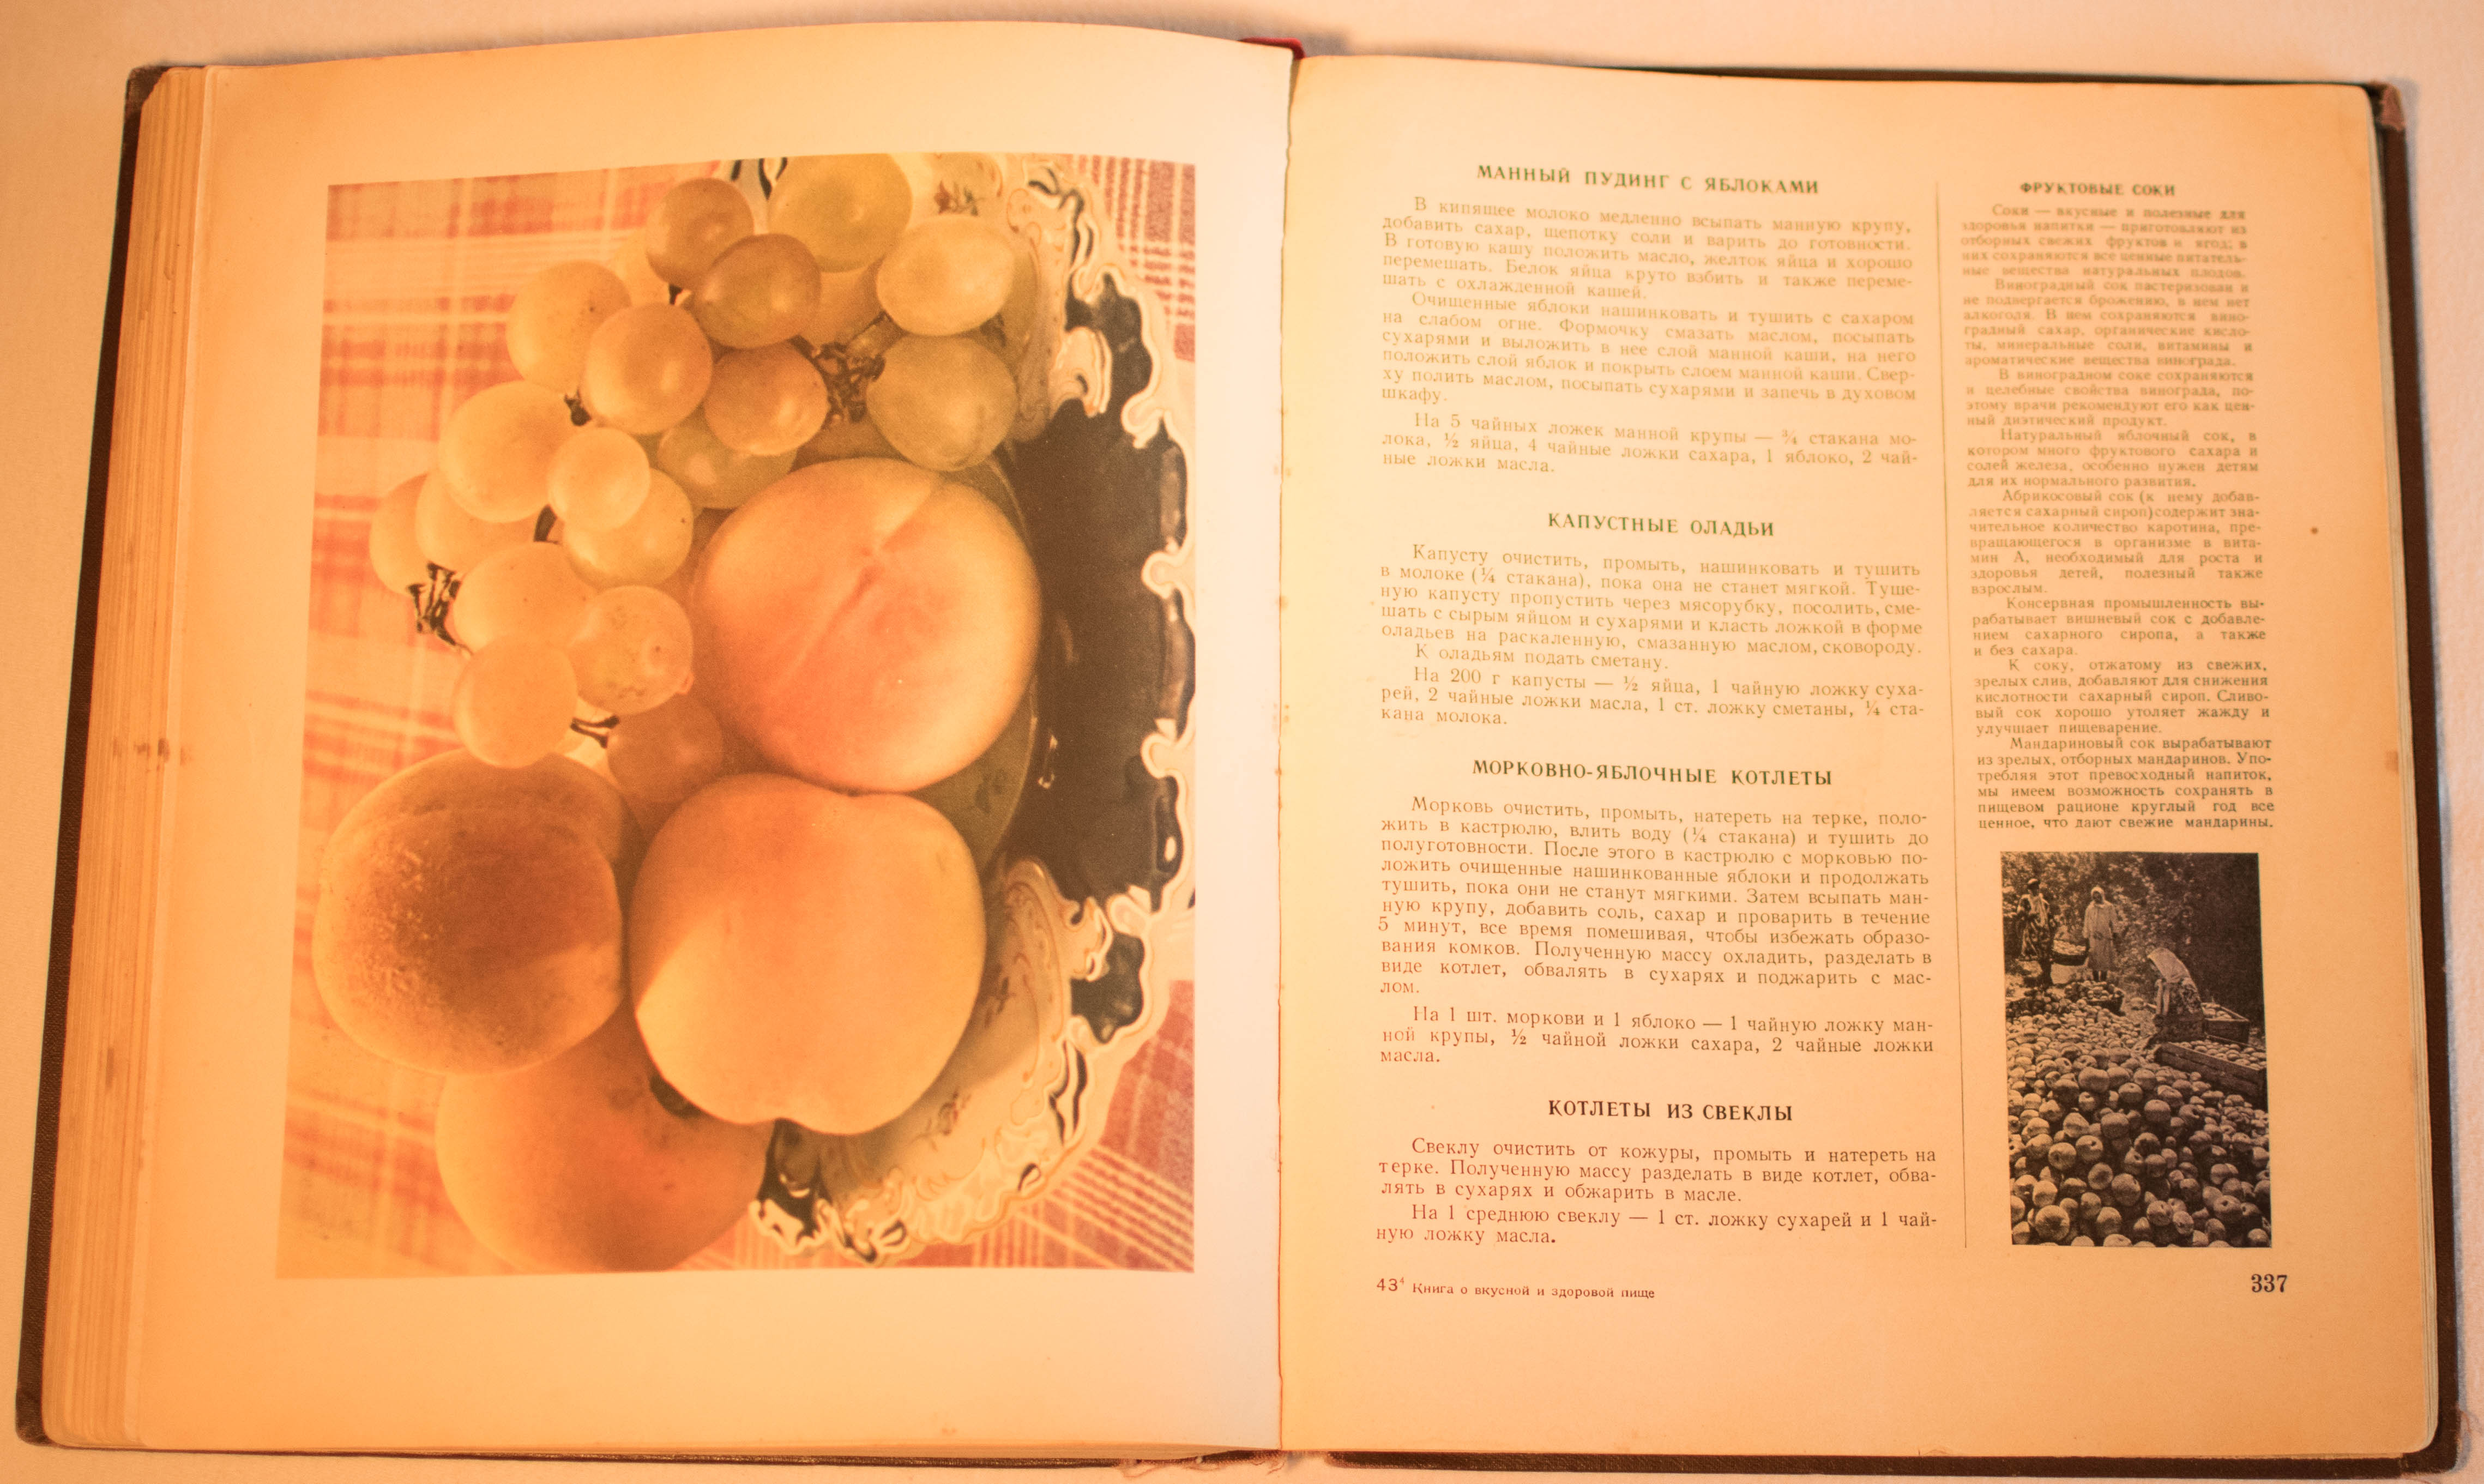 МАННЫЙ ПУДИНГ С ЯБЛОКАМИ
В кипящее молоко медленно всыпать манную крупу,
добавить сахар, щепотку соли и варить до готовности.
В готовую кашу положить масло, желток яйца и хорошо
перемешать. Белок яйца круто взбить и также переме-
шать с охлажденной кашей.
Очищенные яблоки нашинковать и тушить с сахаром
на слабом огне. Формочку смазать маслом, посыпать
сухарями и выложить в нее слой манной каши, на него
положить слой яблок и покрыть слоем манной каши. Свер-
ху полить маслом, посыпать сухарями и запечь в духовом
шкафу.
На 5 чайных ложек манной крупы — ¾ стакана мо-
лока, ½ яйца, 4 чайные ложки сахара, 1 яблоко, 2 чай-
ные ложки масла.
КАПУСТНЫЕ ОЛАДЬИ
Капусту очистить, промыть, нашинковать и тушить
в молоке (¼ стакана), пока она не станет мягкой. Туше-
ную капусту пропустить через мясорубку, посолить, сме-
шать с сырым яйцом и сухарями и класть ложкой в форме
оладьев на раскаленную, смазанную маслом, сковороду.
К оладьям подать сметану.
На 200 г капусты — ½ яйца, 1 чайную ложку суха-
рей, 2 чайные ложки масла, 1 ст. ложку сметаны, ¼ ста-
кана молока.
МОРКОВНО-ЯБЛОЧНЫЕ КОТЛЕТЫ
Морковь очистить, промыть, натереть на терке, поло-
жить в кастрюлю, влить воду (¼ стакана) и тушить до
полуготовности. После этого в кастрюлю с морковью по-
ложить очищенные нашинкованные яблоки и продолжать
тушить, пока они не станут мягкими. Затем всыпать ман-
ную крупу, добавить соль, сахар и проварить в течение
5 минут, все время помешивая, чтобы избежать образо-
вания комков. Полученную массу охладить, разделать в
виде котлет, обвалять в сухарях и поджарить с мас-
лом.
На 1 шт. моркови и 1 яблоко — 1 чайную ложку ман-
ной крупы, ½ чайной ложки сахара, 2 чайные ложки
масла.
КОТЛЕТЫ ИЗ СВЕКЛЫ
Свеклу очистить от кожуры, промыть и натереть на
терке. Полученную массу разделать в виде котлет, обва-
лять в сухарях и обжарить в масле.
На 1 среднюю свеклу — 1 ст. ложку сухарей и 1 чай-
ную ложку масла.
43⁴ Книга о вкусной и здоровой пище
ФРУКТОВЫЕ СОКИ
Соки — вкусные и полезные для
здоровья напитки — приготовляют из
отборных свежих фруктов и ягод; в
них сохраняются все ценные питатель-
ные вещества натуральных плодов.
Виноградный сок пастеризован и
не подвергается брожению, в нем нет
алкоголя. В нем сохраняются вино-
градный сахар, органические кисло-
ты, минеральные соли, витамины и
ароматические вещества винограда.
В виноградном соке сохраняются
и целебные свойства винограда, по-
этому врачи рекомендуют его как цен-
ный диэтический продукт.
Натуральный яблочный сок, в
котором много фруктового сахара и
солей железа, особенно нужен детям
для их нормального развития.
Абрикосовый сок (к нему добав-
ляется сахарный сироп) содержит зна-
чительное количество каротина, пре-
вращающегося в организме в вита-
мин А, необходимый для роста и
здоровья детей, полезный также
взрослым.
Консервная промышленность вы-
рабатывает вишневый сок с добавле-
нием сахарного сиропа, а также
и без сахара.
К соку, отжатому из свежих,
зрелых слив, добавляют для снижения
кислотности сахарный сироп. Сливо-
вый сок хорошо утоляет жажду и
улучшает пищеварение.
Мандариновый сок вырабатывают
из зрелых, отборных мандаринов. Упо-
требляя этот превосходный напиток,
мы имеем возможность сохранять в
пищевом рационе круглый год все
ценное, что дают свежие мандарины.
337